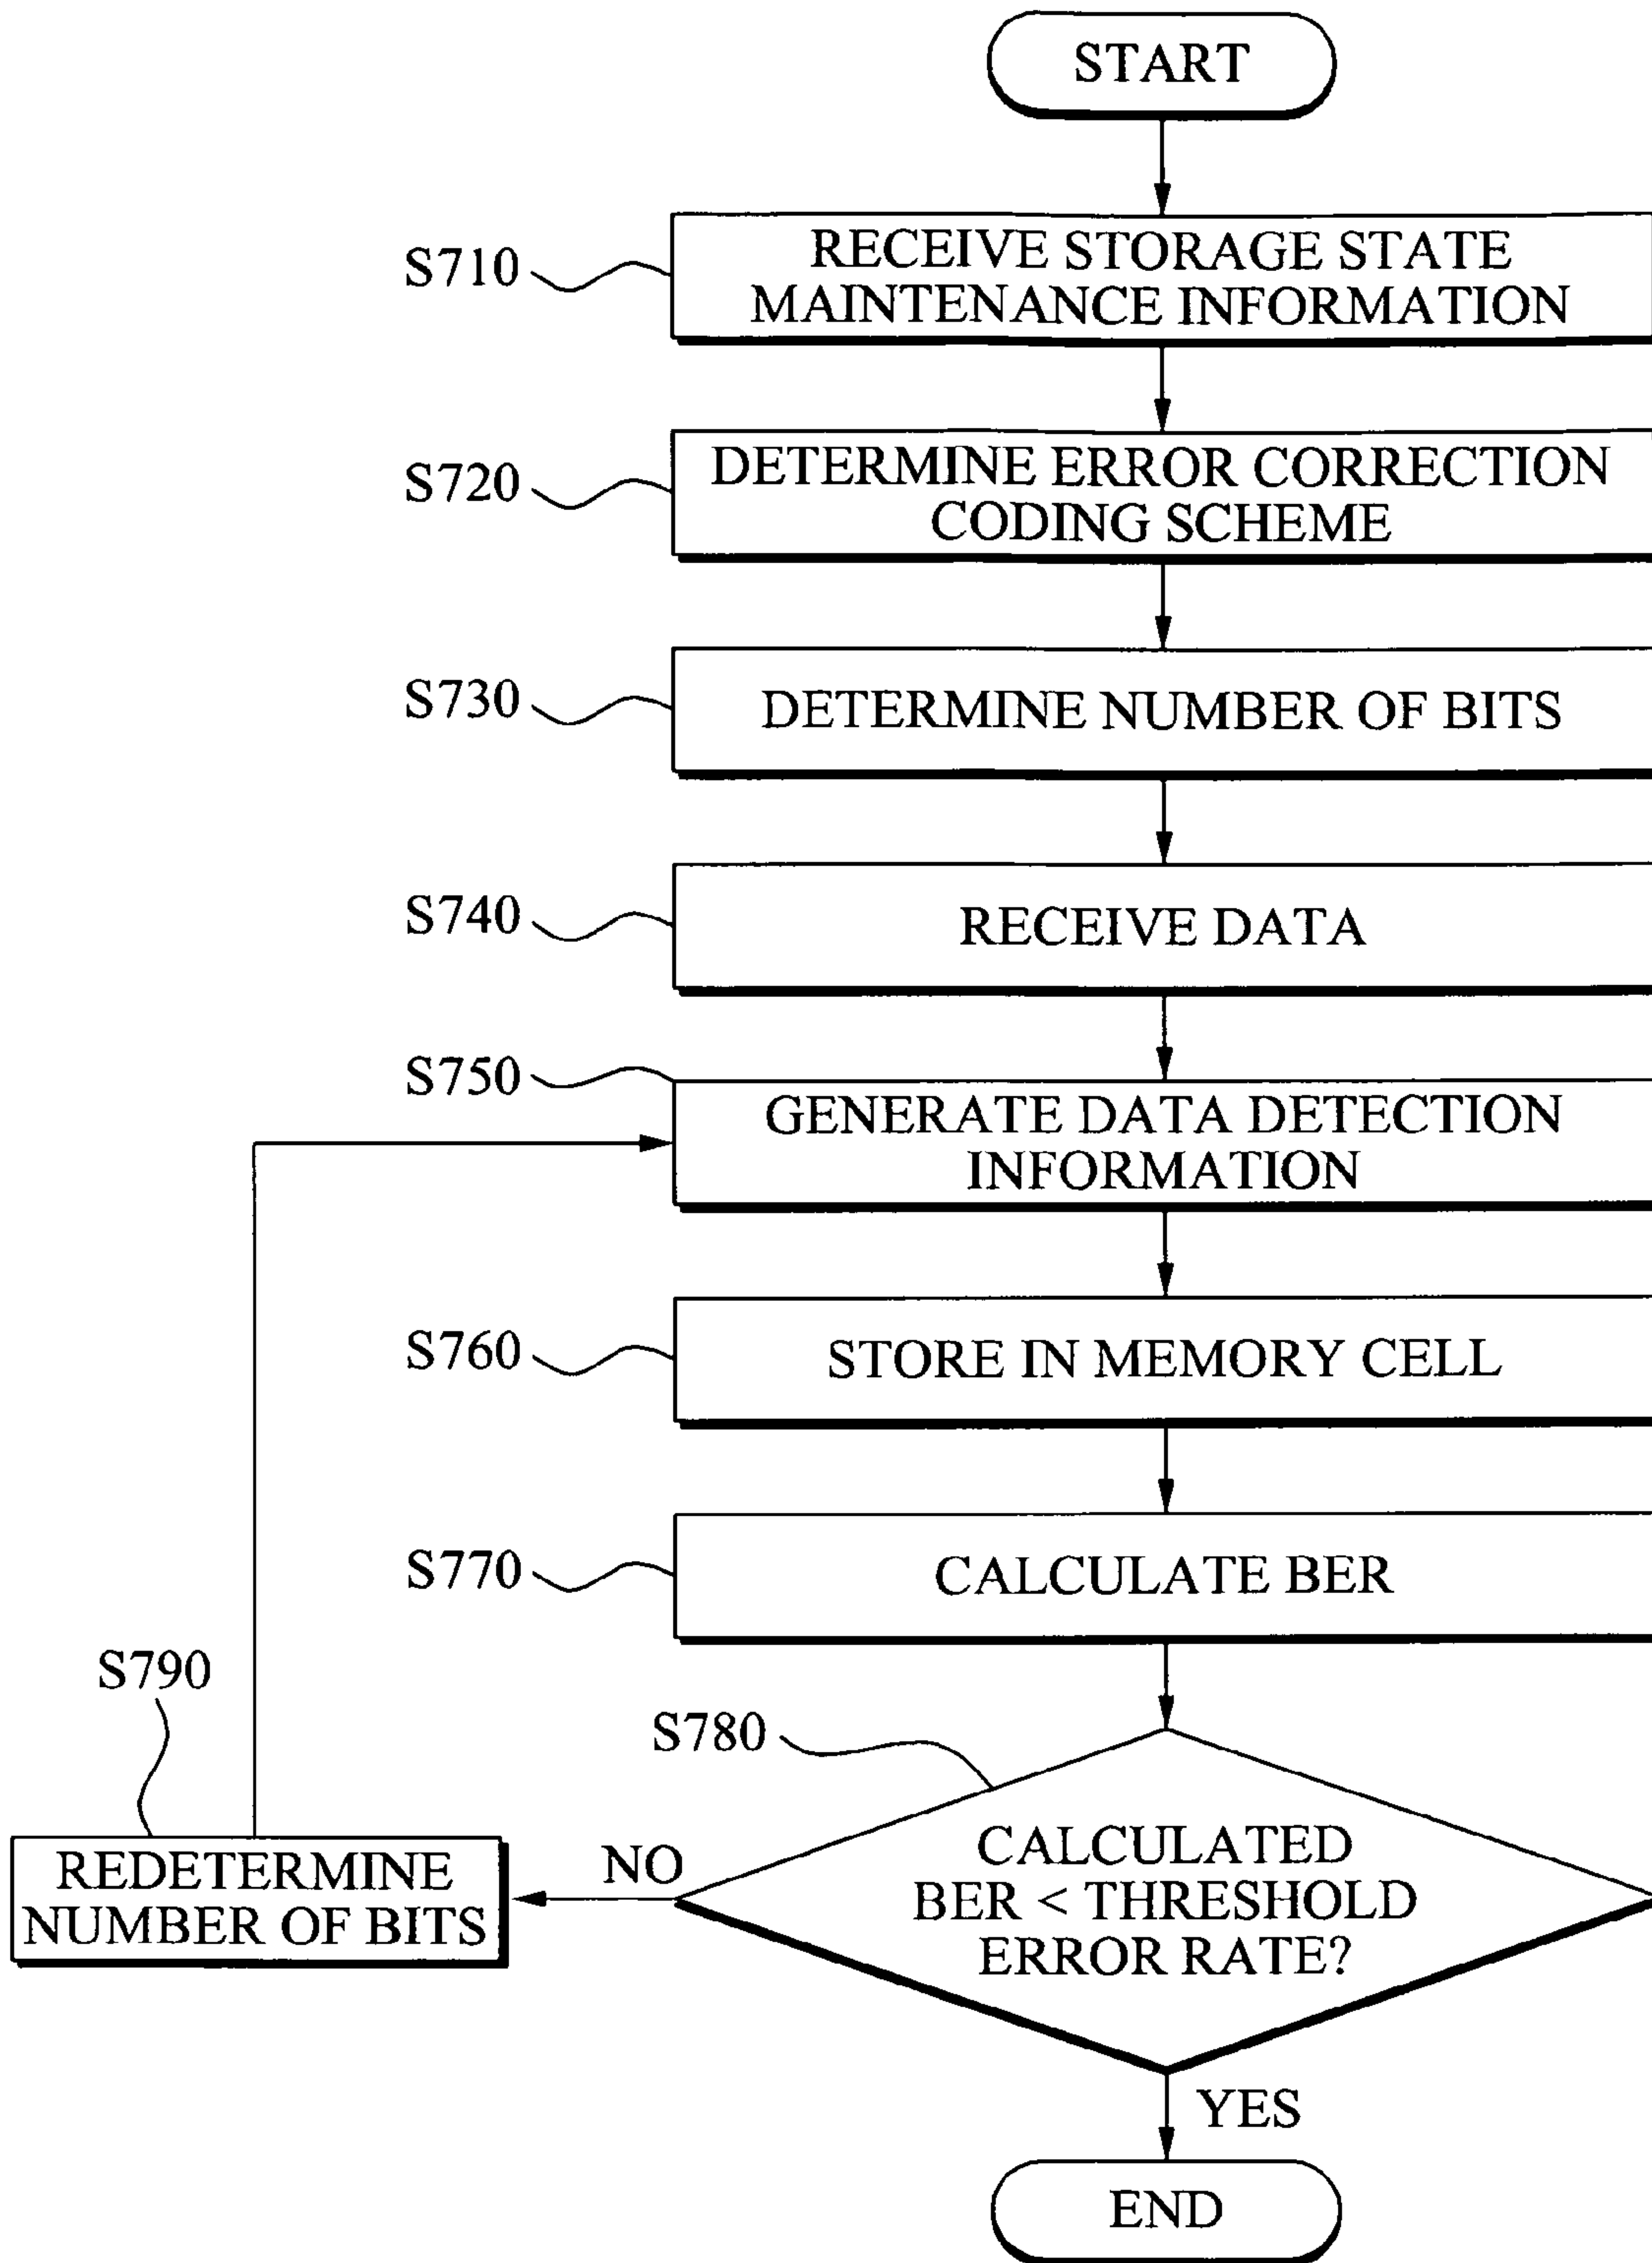 START
S710
RECEIVE STORAGE STATE
MAINTENANCE INFORMATION
S720
DETERMINE ERROR CORRECTION
CODING SCHEME
S730
DETERMINE NUMBER OF BITS
S740
RECEIVE DATA
S750
GENERATE DATA DETECTION
INFORMATION
S760
STORE IN MEMORY CELL
S770
CALCULATE BER
S790
S780
REDETERMINE
NUMBER OF BITS
NO
CALCULATED
BER < THRESHOLD
ERROR RATE?
YES
END